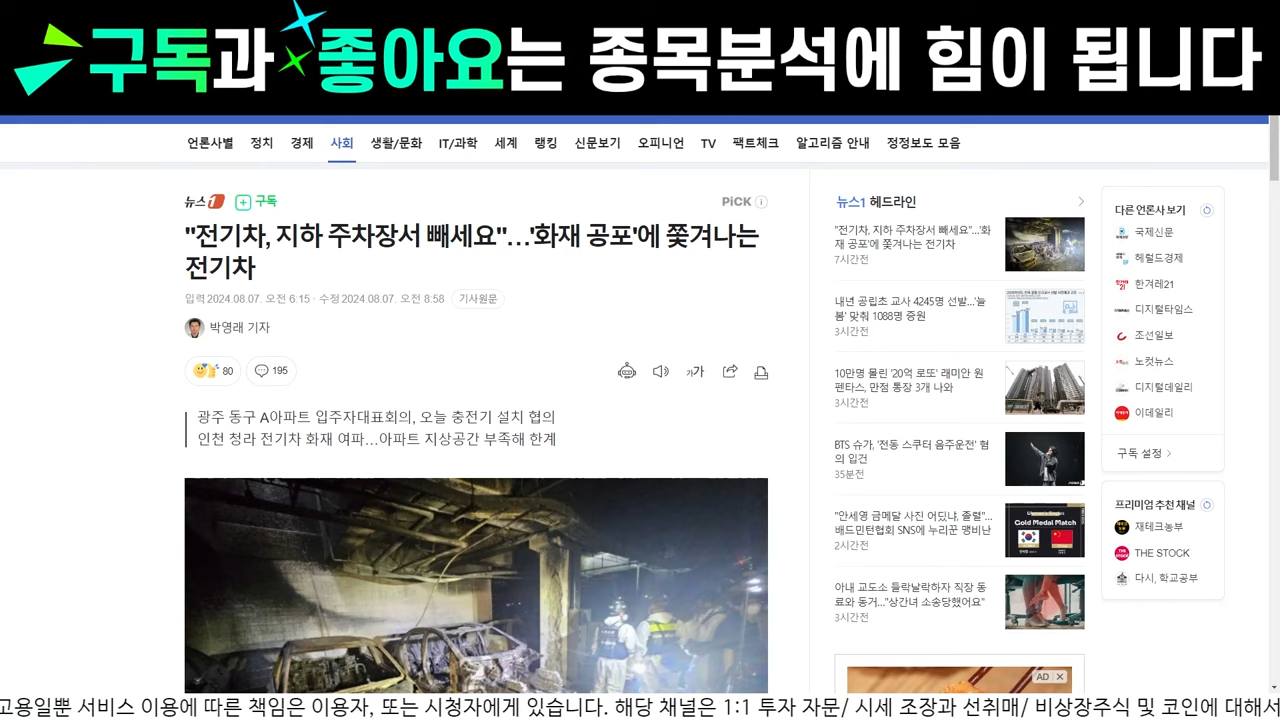 구독과 좋아요는 종목분석에 힘이 됩니다
언론사별 정치 경제 사회 생활/문화 IT/과학 세계 랭킹 신문보기 오피니언 TV 팩트체크 알고리즘 안내 정정보도 모음
뉴스1 구독
PiCK
"전기차, 지하 주차장서 빼세요"…'화재 공포'에 쫓겨나는
전기차
입력 2024.08.07. 오전 6:15
오전 8:58 기사원문
박영래 기자
80 195
가가
광주 동구 A아파트 입주자대표회의, 오늘 충전기 설치 협의
인천 청라 전기차 화재 여파…아파트 지상공간 부족해 한계
뉴스1 헤드라인
"전기차, 지하 주차장서 빼세요"…'화
재 공포'에 쫓겨나는 전기차
7시간전
내년 공립초 교사 4245명 선발…'늘
봄' 맞춰 1088명 증원
3시간전
10만명 몰린 '20억 로또' 래미안 원
펜타스, 만점 통장 3개 나와
3시간전
BTS 슈가, '전동 스쿠터 음주운전' 혐
의 입건
35분전
"안세영 금메달 사진 어딨냐, 졸렬"…
배드민턴협회 SNS에 누리꾼 맹비난
2시간전
Gold Medal Match
아내 교도소 들락날락하자 직장 동
료와 동거…"상간녀 소송당했어요"
3시간전
AD
다른 언론사 보기
국제신문
헤럴드경제
한겨레21
디지털타임스
조선일보
노컷뉴스
디지털데일리
이데일리
구독 설정
프리미엄 추천 채널
재테크농부
THE STOCK
다시, 학교공부
고용일뿐 서비스 이용에 따른 책임은 이용자, 또는 시청자에게 있습니다. 해당 채널은 1:1 투자 자문/ 시세 조장과 선취매/ 비상장주식 및 코인에 대해서